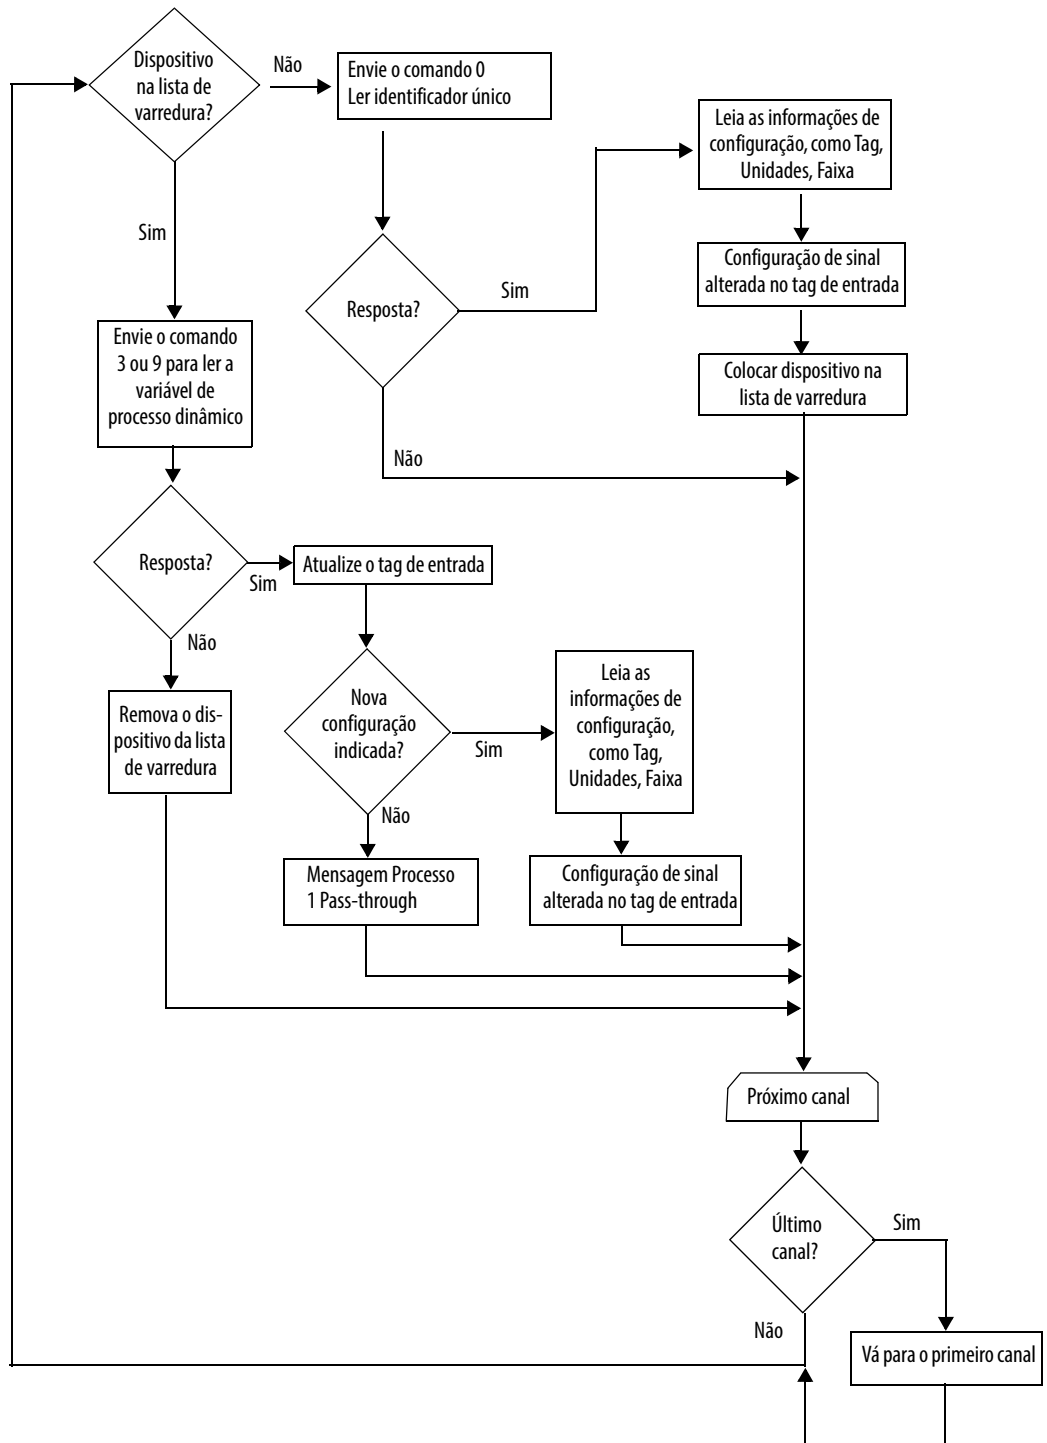 Dispositivo
na lista de
varredura?
Não
Envie o comando 0
Ler identificador único
Leia as informações de
configuração, como Tag,
Unidades, Faixa
Sim
Resposta?
Sim
Configuração de sinal
alterada no tag de entrada
Envie o comando
3 ou 9 para ler a
variável de
processo dinâmico
Colocar dispositivo na
lista de varredura
Não
Resposta?
Sim
Atualize o tag de entrada
Não
Remova o dis-
positivo da lista
de varredura
Nova
configuração
indicada?
Sim
Leia as
informações de
configuração,
como Tag,
Unidades, Faixa
Não
Mensagem Processo
1 Pass-through
Configuração de sinal
alterada no tag de entrada
Próximo canal
Último
canal?
Sim
Não
Vá para o primeiro canal